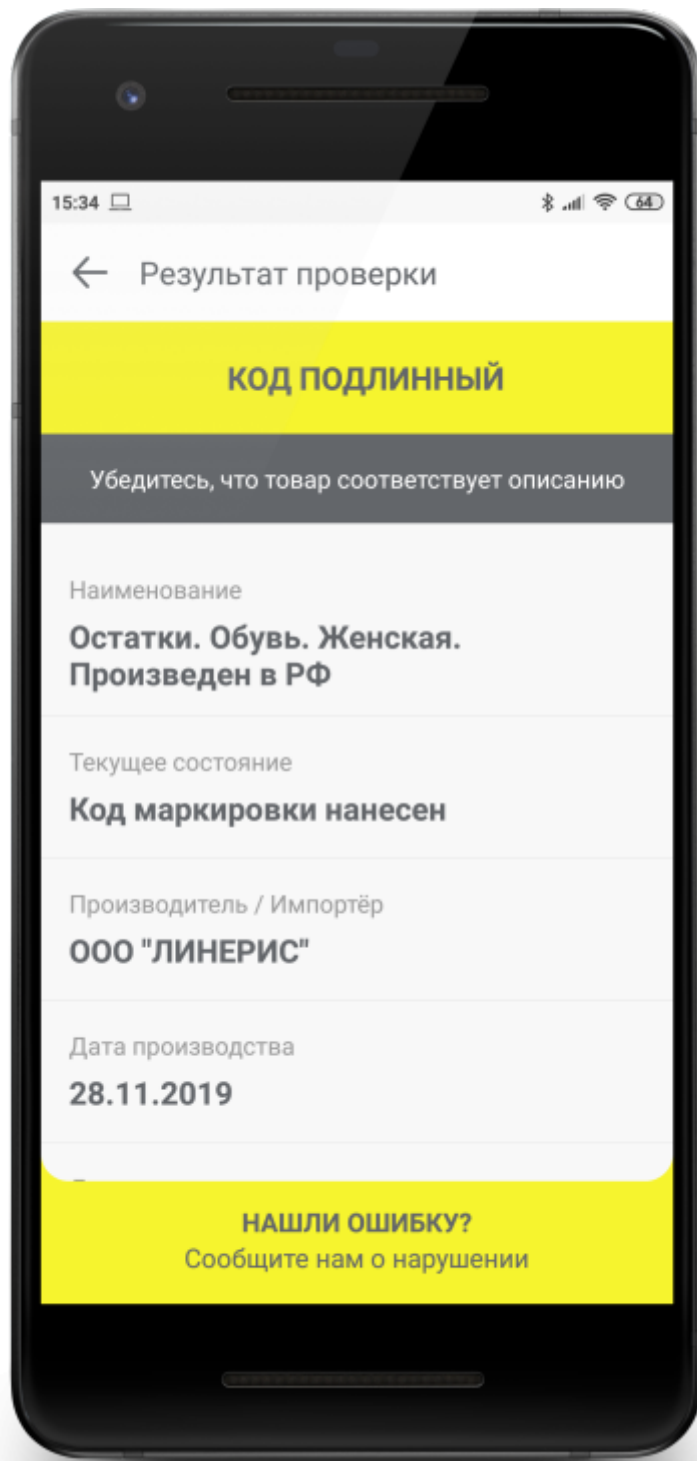 15:34
64
Результат проверки
КОД ПОДЛИННЫЙ
Убедитесь, что товар соответствует описанию
Наименование
Остатки. Обувь. Женская.
Произведен в РФ
Текущее состояние
Код маркировки нанесен
Производитель / Импортёр
ООО "ЛИНЕРИС"
Дата производства
28.11.2019
НАШЛИ ОШИБКУ?
Сообщите нам о нарушении